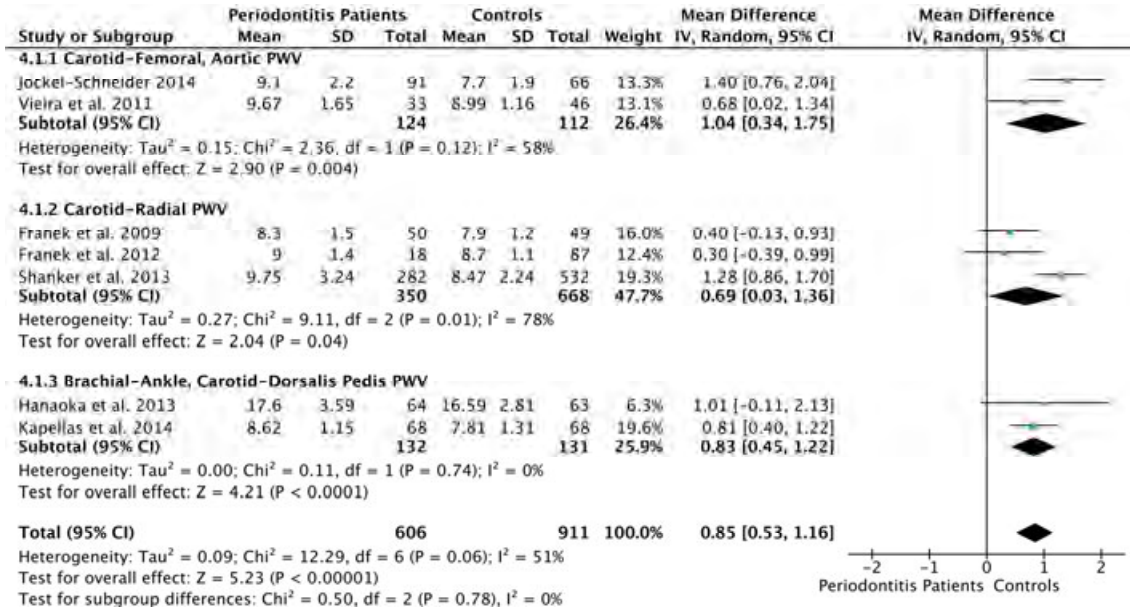 Periodontitis Patients Controls Mean Difference Mean Difference
Study or Subgroup Mean SD Total Mean SD Total Weight IV, Random, 95% CI IV, Random, 95% CI
4.1.1 Carotid-Femoral, Aortic PWV
Jockel-Schneider 2014 9.1 2.2 91 7.7 1.9 66 13.3% 1.40 [0.76, 2.04]
Vieira et al. 2011 9.67 1.65 33 8.99 1.16 46 13.1% 0.68 [0.02, 1.34]
Subtotal (95% CI) 124 112 26.4% 1.04 [0.34, 1.75]
Heterogeneity: Tau² = 0.15; Chi² = 2.36, df = 1 (P = 0.12); I² = 58%
Test for overall effect: Z = 2.90 (P = 0.004)
4.1.2 Carotid-Radial PWV
Franek et al. 2009 8.3 1.5 50 7.9 1.2 49 16.0% 0.40 [-0.13, 0.93]
Franek et al. 2012 9 1.4 18 8.7 1.1 87 12.4% 0.30 [-0.39, 0.99]
Shanker et al. 2013 9.75 3.24 282 8.47 2.24 532 19.3% 1.28 [0.86, 1.70]
Subtotal (95% CI) 350 668 47.7% 0.69 [0.03, 1.36]
Heterogeneity: Tau² = 0.27; Chi² = 9.11, df = 2 (P = 0.01); I² = 78%
Test for overall effect: Z = 2.04 (P = 0.04)
4.1.3 Brachial-Ankle, Carotid-Dorsalis Pedis PWV
Hanaoka et al. 2013 17.6 3.59 64 16.59 2.81 63 6.3% 1.01 [-0.11, 2.13]
Kapellas et al. 2014 8.62 1.15 68 7.81 1.31 68 19.6% 0.81 [0.40, 1.22]
Subtotal (95% CI) 132 131 25.9% 0.83 [0.45, 1.22]
Heterogeneity: Tau² = 0.00; Chi² = 0.11, df = 1 (P = 0.74); I² = 0%
Test for overall effect: Z = 4.21 (P < 0.0001)
Total (95% CI) 606 911 100.0% 0.85 [0.53, 1.16]
Heterogeneity: Tau² = 0.09; Chi² = 12.29, df = 6 (P = 0.06); I² = 51%
Test for overall effect: Z = 5.23 (P < 0.00001)
Test for subgroup differences: Chi² = 0.50, df = 2 (P = 0.78), I² = 0%
-2 -1 0 1 2
Periodontitis Patients Controls